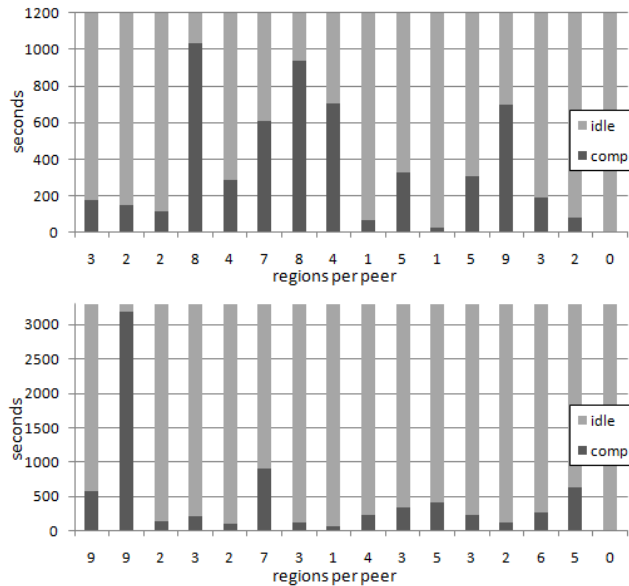 1200
1000
800
600
400
200
0
seconds
idle
comp
3 2 2 8 4 7 8 4 1 5 1 5 9 3 2 0
regions per peer
3000
2500
2000
1500
1000
500
0
seconds
idle
comp
9 9 2 3 2 7 3 1 4 3 5 3 2 6 5 0
regions per peer